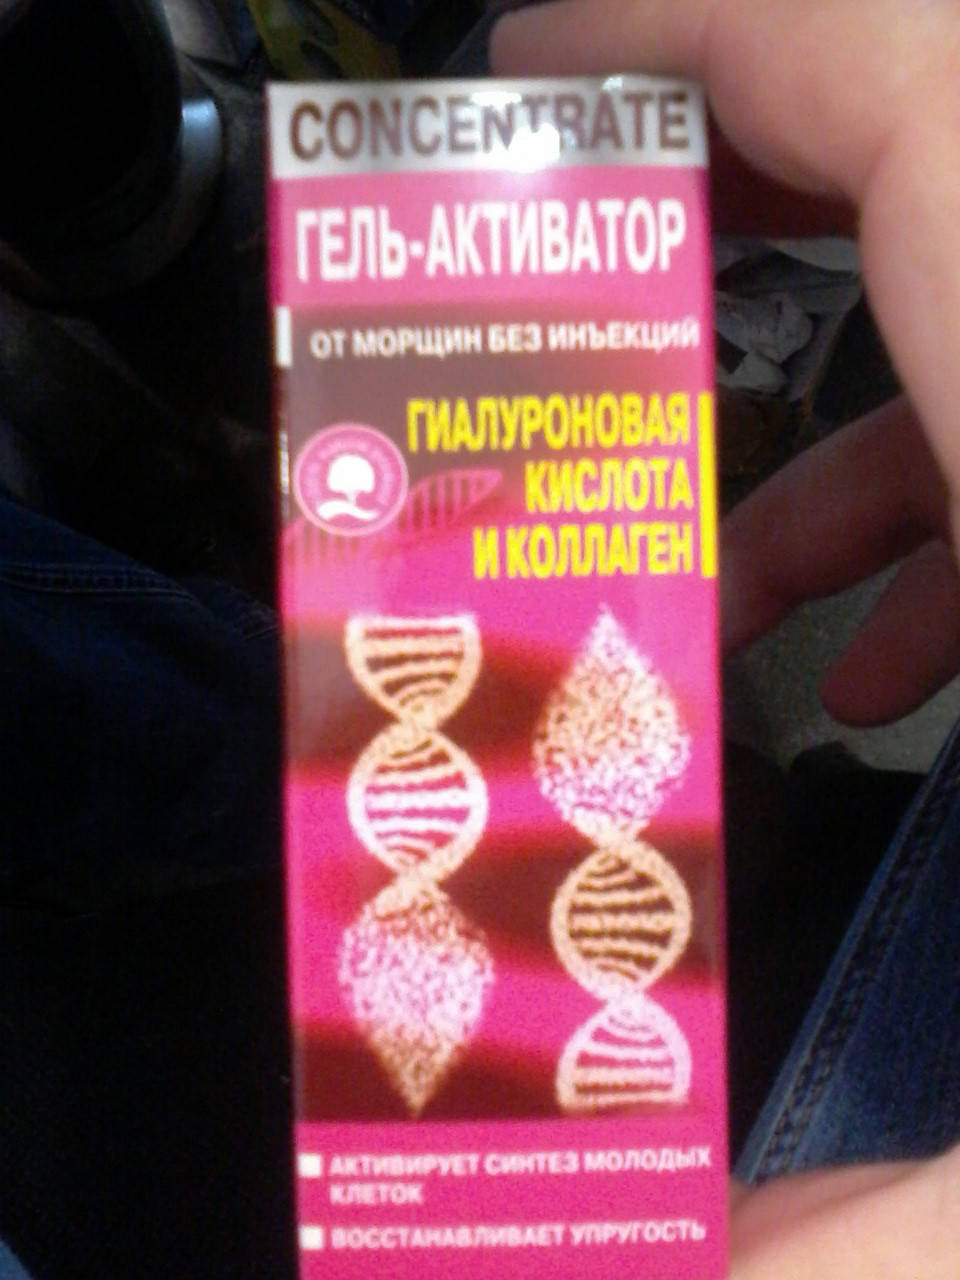 CONCENTRATE
ГЕЛЬ-АКТИВАТОР
ОТ МОРЩИН БЕЗ ИНЪЕКЦИЙ
ГИАЛУРОНОВАЯ
КИСЛОТА
И КОЛЛАГЕН
АКТИВИРУЕТ СИНТЕЗ МОЛОДЫХ
КЛЕТОК
ВОССТАНАВЛИВАЕТ УПРУГОСТЬ